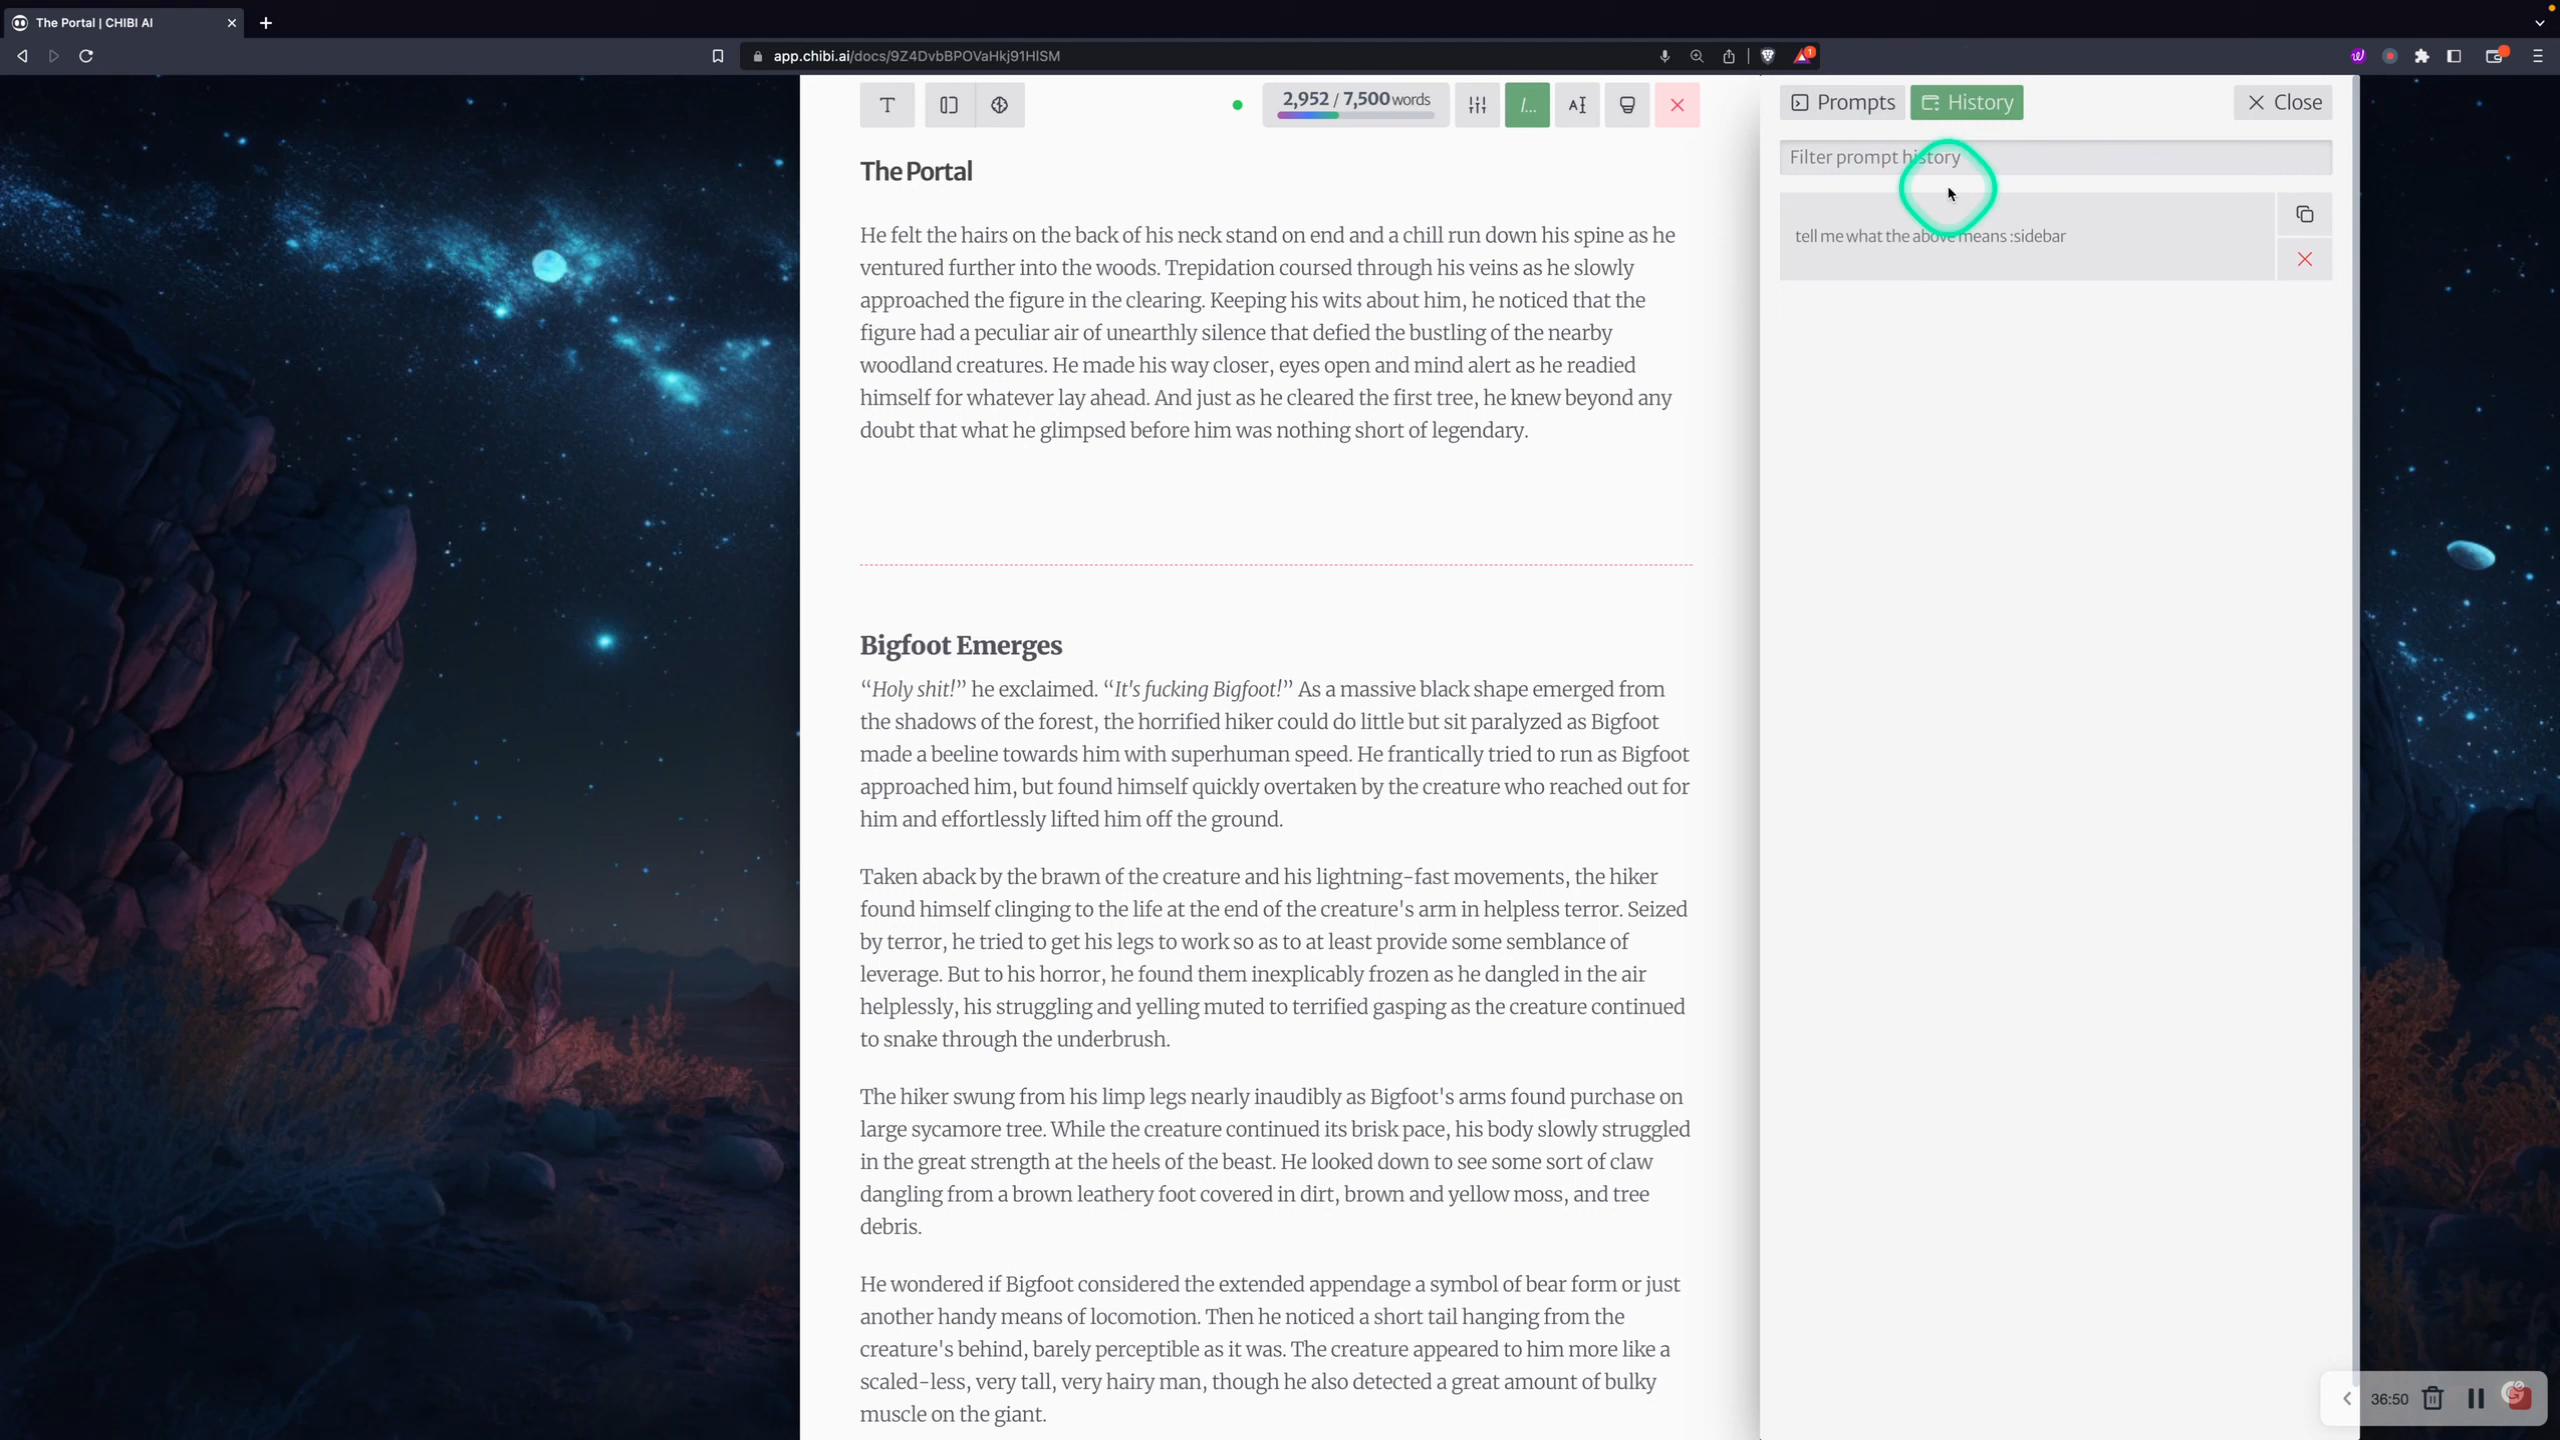 The Portal | CHIBI AI
app.chibi.ai/docs/9Z4DvbBPOVaHkj91HlSM
1
T
2,952 / 7,500 words
/...
AI
The Portal
He felt the hairs on the back of his neck stand on end and a chill run down his spine as he
ventured further into the woods. Trepidation coursed through his veins as he slowly
approached the figure in the clearing. Keeping his wits about him, he noticed that the
figure had a peculiar air of unearthly silence that defied the bustling of the nearby
woodland creatures. He made his way closer, eyes open and mind alert as he readied
himself for whatever lay ahead. And just as he cleared the first tree, he knew beyond any
doubt that what he glimpsed before him was nothing short of legendary.
Bigfoot Emerges
“Holy shit!” he exclaimed. “It's fucking Bigfoot!” As a massive black shape emerged from
the shadows of the forest, the horrified hiker could do little but sit paralyzed as Bigfoot
made a beeline towards him with superhuman speed. He frantically tried to run as Bigfoot
approached him, but found himself quickly overtaken by the creature who reached out for
him and effortlessly lifted him off the ground.
Taken aback by the brawn of the creature and his lightning-fast movements, the hiker
found himself clinging to the life at the end of the creature's arm in helpless terror. Seized
by terror, he tried to get his legs to work so as to at least provide some semblance of
leverage. But to his horror, he found them inexplicably frozen as he dangled in the air
helplessly, his struggling and yelling muted to terrified gasping as the creature continued
to snake through the underbrush.
The hiker swung from his limp legs nearly inaudibly as Bigfoot's arms found purchase on
large sycamore tree. While the creature continued its brisk pace, his body slowly struggled
in the great strength at the heels of the beast. He looked down to see some sort of claw
dangling from a brown leathery foot covered in dirt, brown and yellow moss, and tree
debris.
He wondered if Bigfoot considered the extended appendage a symbol of bear form or just
another handy means of locomotion. Then he noticed a short tail hanging from the
creature's behind, barely perceptible as it was. The creature appeared to him more like a
scaled-less, very tall, very hairy man, though he also detected a great amount of bulky
muscle on the giant.
Prompts
History
Close
Filter prompt history
tell me what the above means :sidebar
36:50